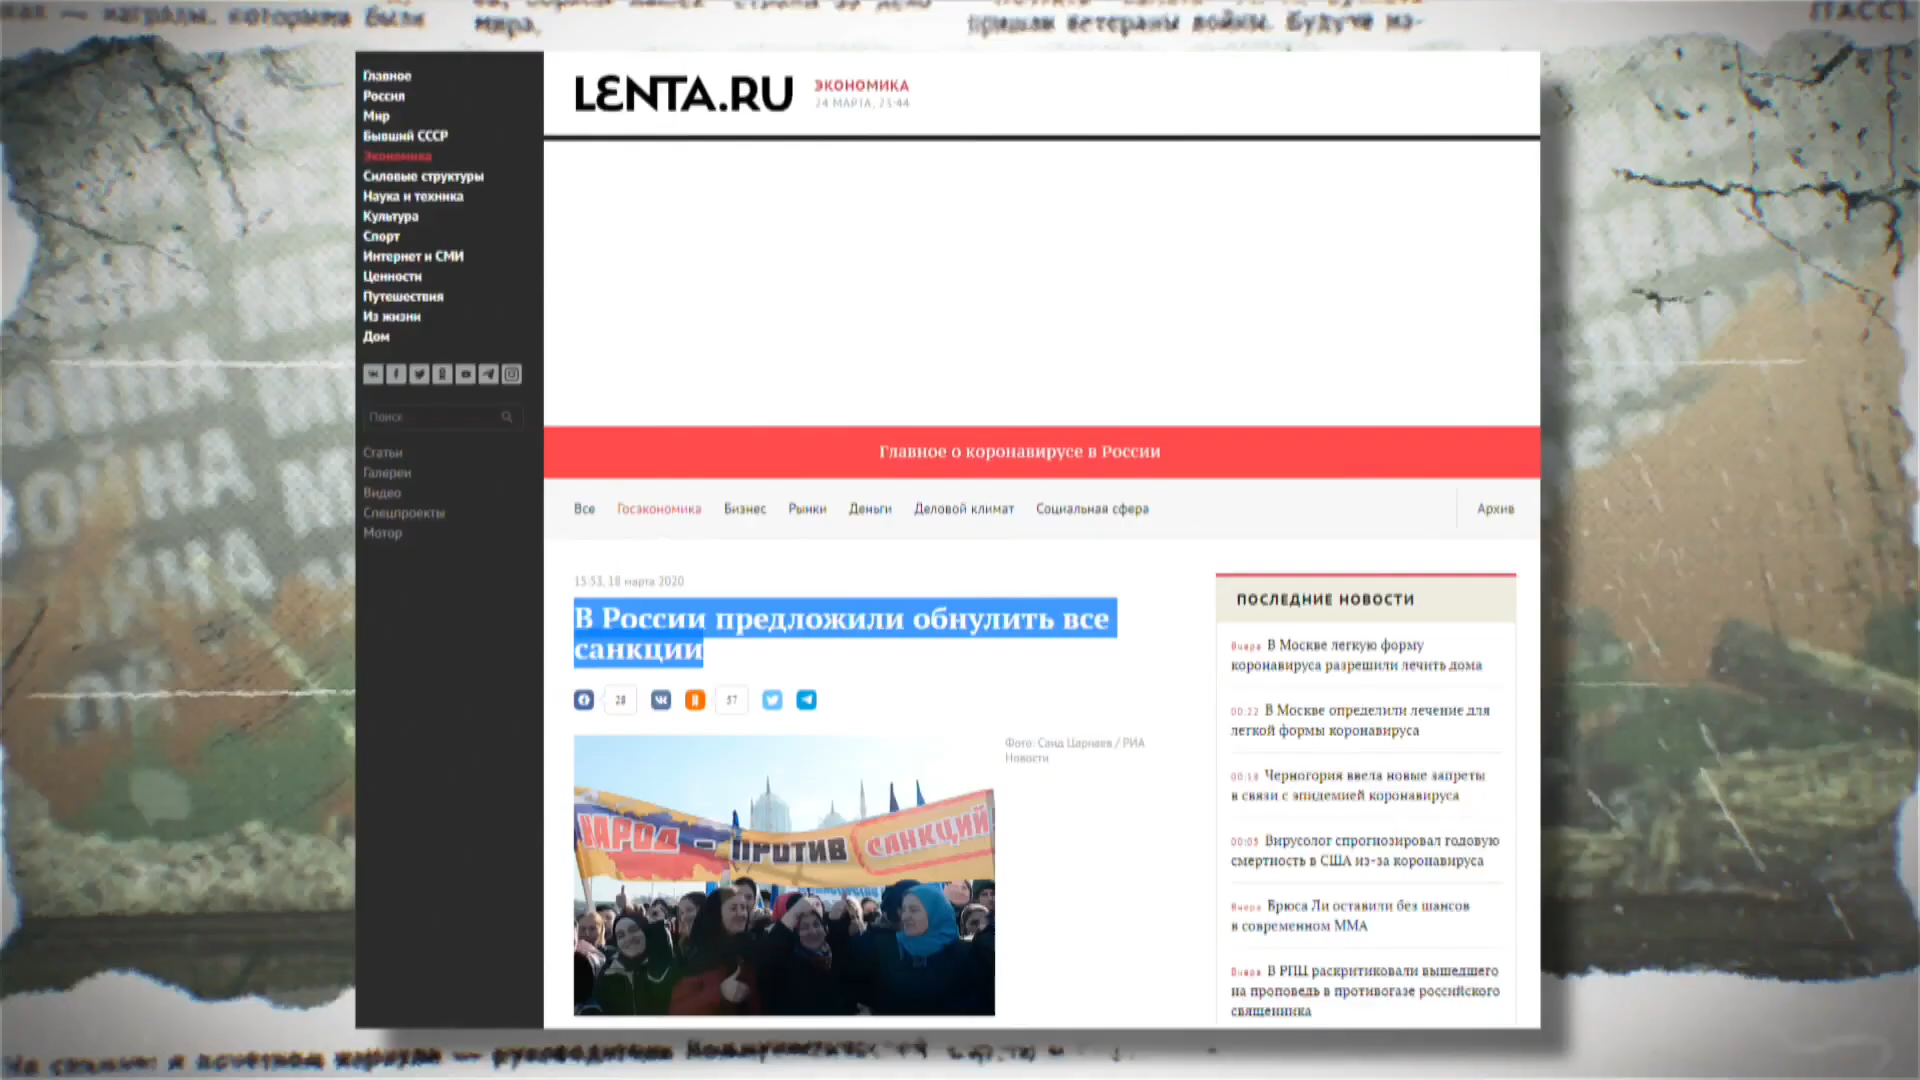 мира,
пришли ветераны войны. Будучи на-
Главное
Россия
Мир
Бывший СССР
Экономика
Силовые структуры
Наука и техника
Культура
Спорт
Интернет и СМИ
Ценности
Путешествия
Из жизни
Дом
Поиск
Статьи
Галереи
Видео
Спецпроекты
Мотор
LENTA.RU
ЭКОНОМИКА
24 МАРТА, 23:44
Главное о коронавирусе в России
Все Госэкономика Бизнес Рынки Деньги Деловой климат Социальная сфера Архив
15:53, 18 марта 2020
В России предложили обнулить все
санкции
28 57
Фото: Саид Царнаев / РИА
Новости
НАРОД – ПРОТИВ САНКЦИЙ
ПОСЛЕДНИЕ НОВОСТИ
Вчера В Москве легкую форму
коронавируса разрешили лечить дома
00:22 В Москве определили лечение для
легкой формы коронавируса
00:18 Черногория ввела новые запреты
в связи с эпидемией коронавируса
00:05 Вирусолог спрогнозировал годовую
смертность в США из-за коронавируса
Вчера Брюса Ли оставили без шансов
в современном ММА
Вчера В РПЦ раскритиковали вышедшего
на проповедь в противогазе российского
священника